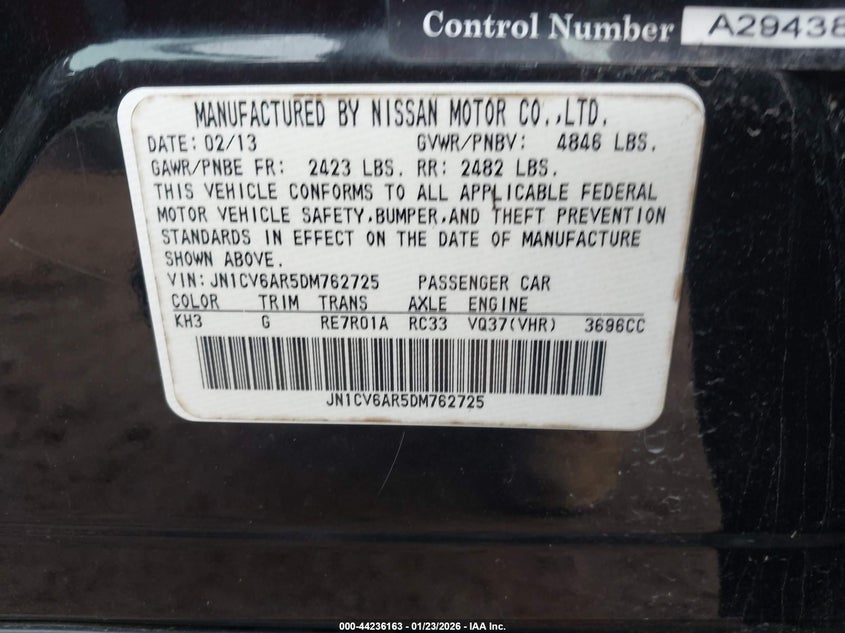 Control Number A29438
MANUFACTURED BY NISSAN MOTOR CO.,LTD.
DATE: 02/13 GVWR/PNBV: 4846 LBS.
GAWR/PNBE FR: 2423 LBS. RR: 2482 LBS.
THIS VEHICLE CONFORMS TO ALL APPLICABLE FEDERAL
MOTOR VEHICLE SAFETY,BUMPER,AND THEFT PREVENTION
STANDARDS IN EFFECT ON THE DATE OF MANUFACTURE
SHOWN ABOVE.
VIN: JN1CV6AR5DM762725 PASSENGER CAR
COLOR TRIM TRANS AXLE ENGINE
KH3 G RE7R01A RC33 VQ37(VHR) 3696CC
JN1CV6AR5DM762725
000-44236163 — 01/23/2026 — IAA Inc.